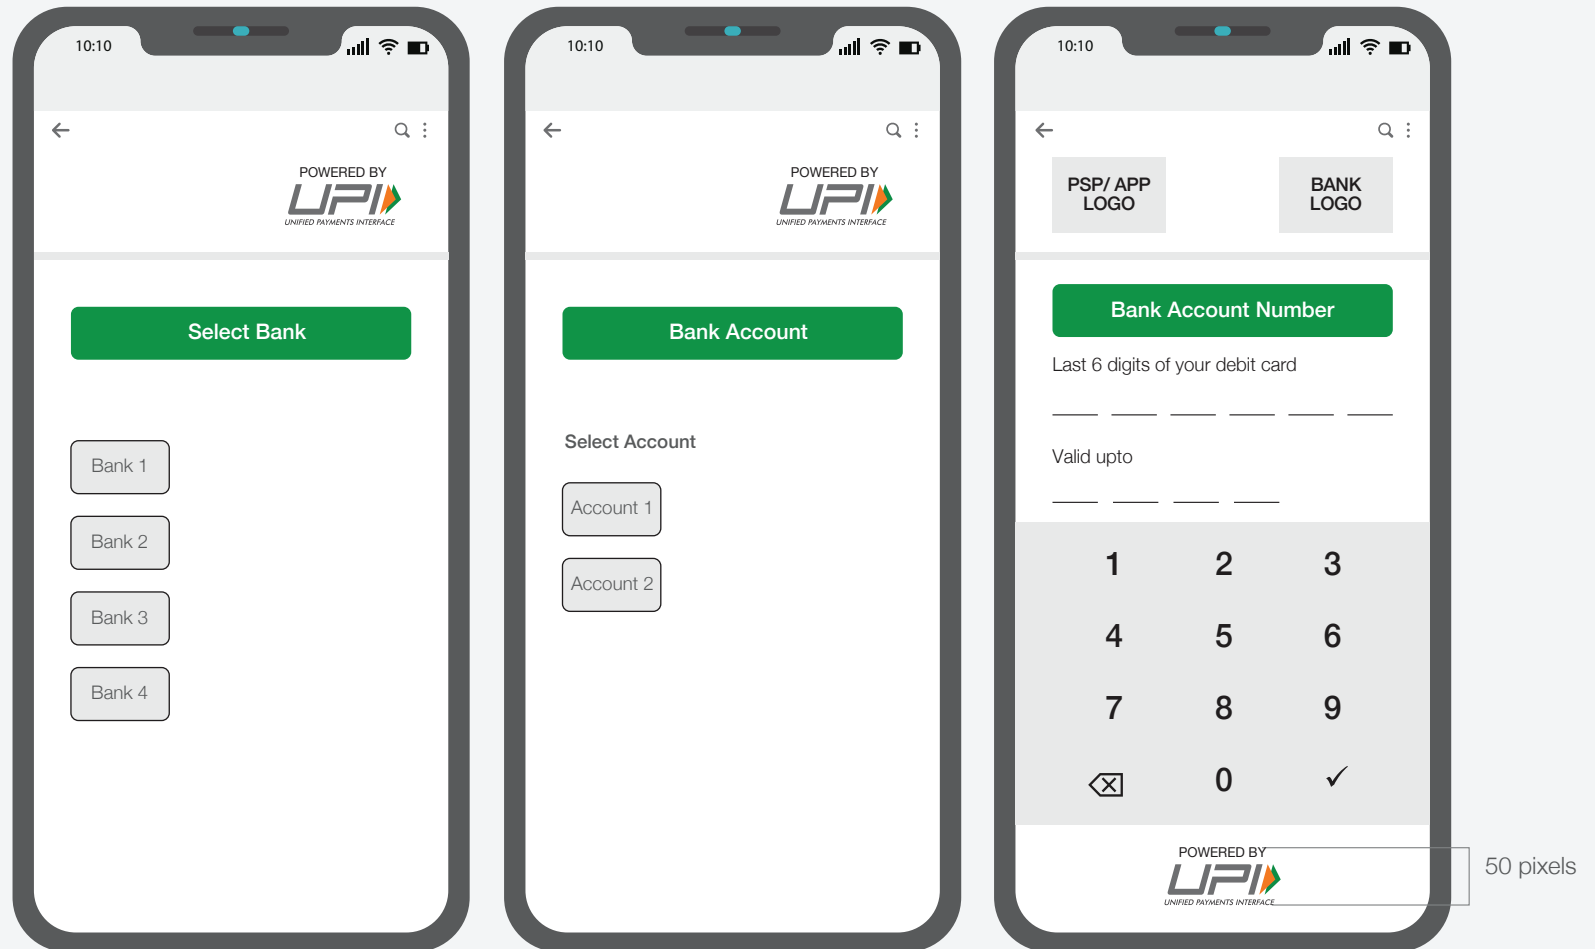 10:10
POWERED BY
UPI
UNIFIED PAYMENTS INTERFACE
Select Bank
Bank 1
Bank 2
Bank 3
Bank 4
10:10
POWERED BY
UPI
UNIFIED PAYMENTS INTERFACE
Bank Account
Select Account
Account 1
Account 2
10:10
PSP/ APP
LOGO
BANK
LOGO
Bank Account Number
Last 6 digits of your debit card
Valid upto
1 2 3
4 5 6
7 8 9
0
POWERED BY
UPI
UNIFIED PAYMENTS INTERFACE
50 pixels